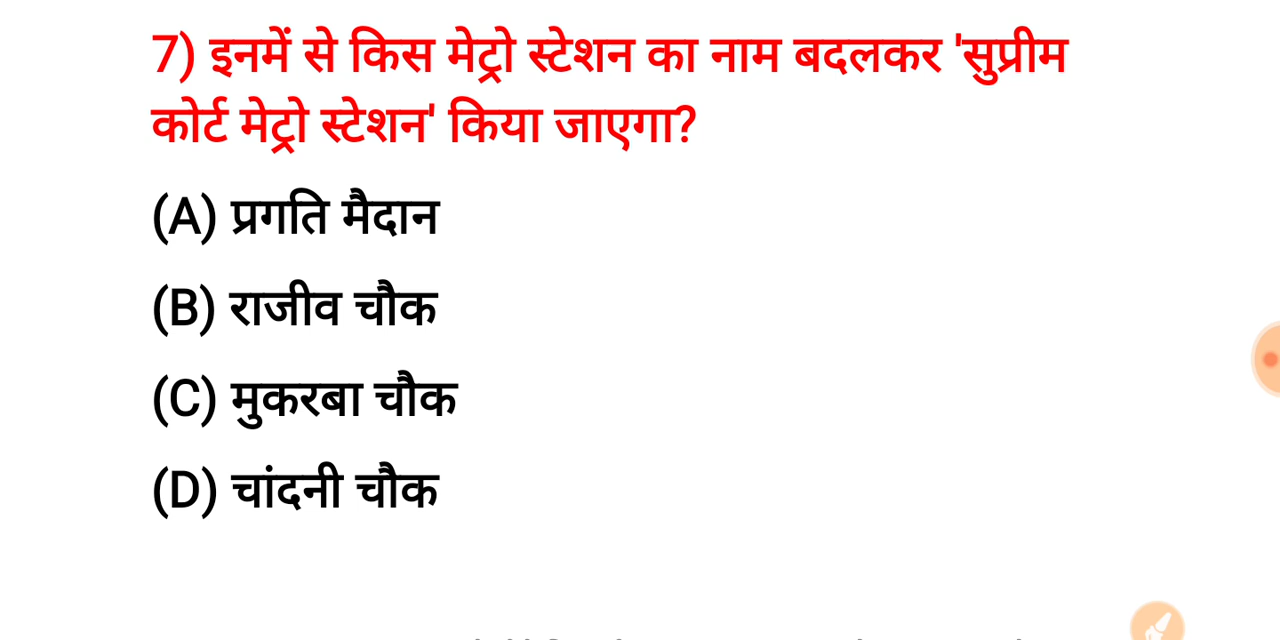 7) इनमें से किस मेट्रो स्टेशन का नाम बदलकर 'सुप्रीम
कोर्ट मेट्रो स्टेशन' किया जाएगा?
(A) प्रगति मैदान
(B) राजीव चौक
(C) मुकरबा चौक
(D) चांदनी चौक